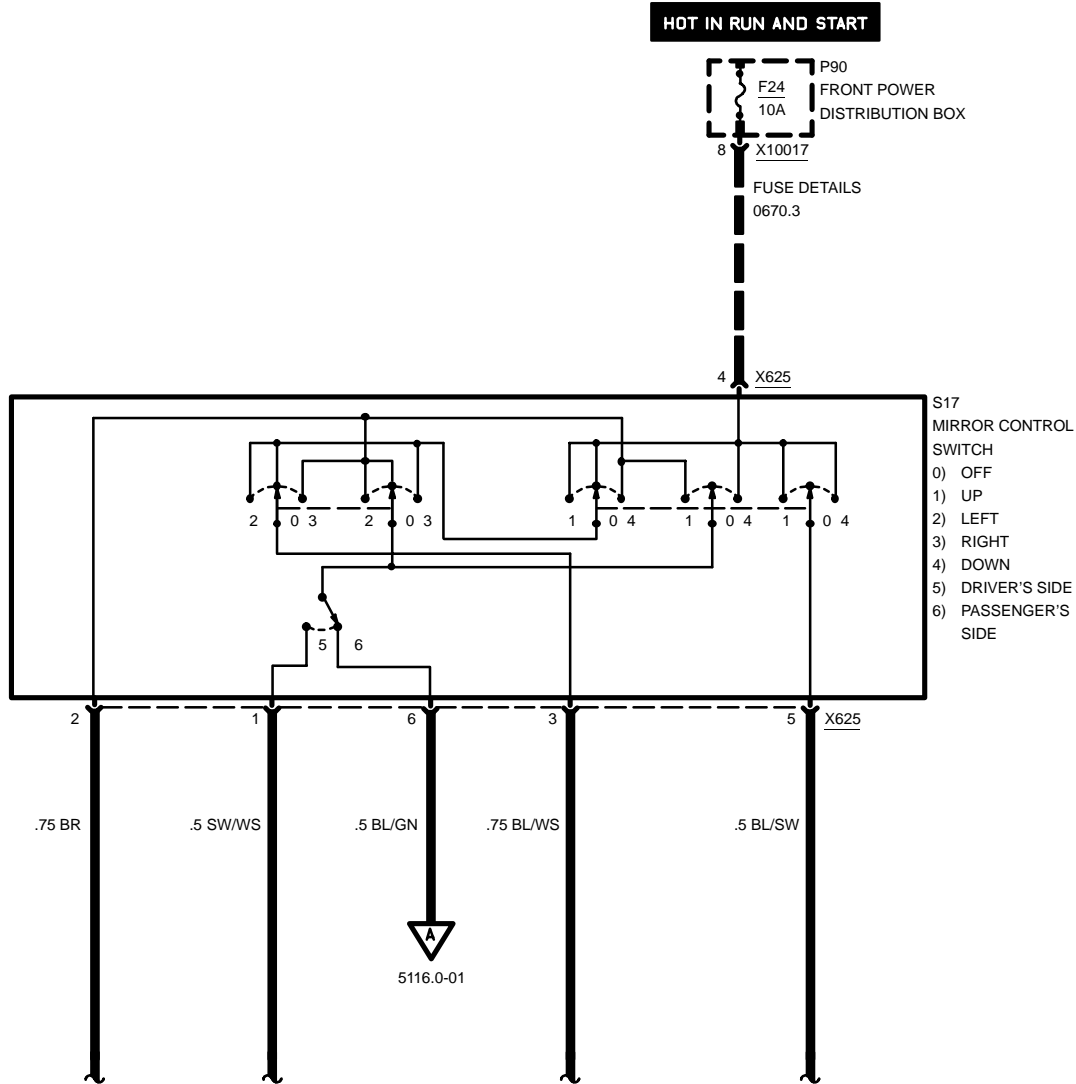 HOT IN RUN AND START
P90
F24
FRONT POWER
10A
DISTRIBUTION BOX
8 X10017
FUSE DETAILS
0670.3
4 X625
S17
MIRROR CONTROL
SWITCH
0) OFF
1) UP
2) LEFT
3) RIGHT
4) DOWN
5) DRIVER'S SIDE
6) PASSENGER'S
SIDE
2 0 3 2 0 3 1 0 4 1 0 4 1 0 4
5 6
2 1 6 3 5 X625
.75 BR .5 SW/WS .5 BL/GN .75 BL/WS .5 BL/SW
A
5116.0-01